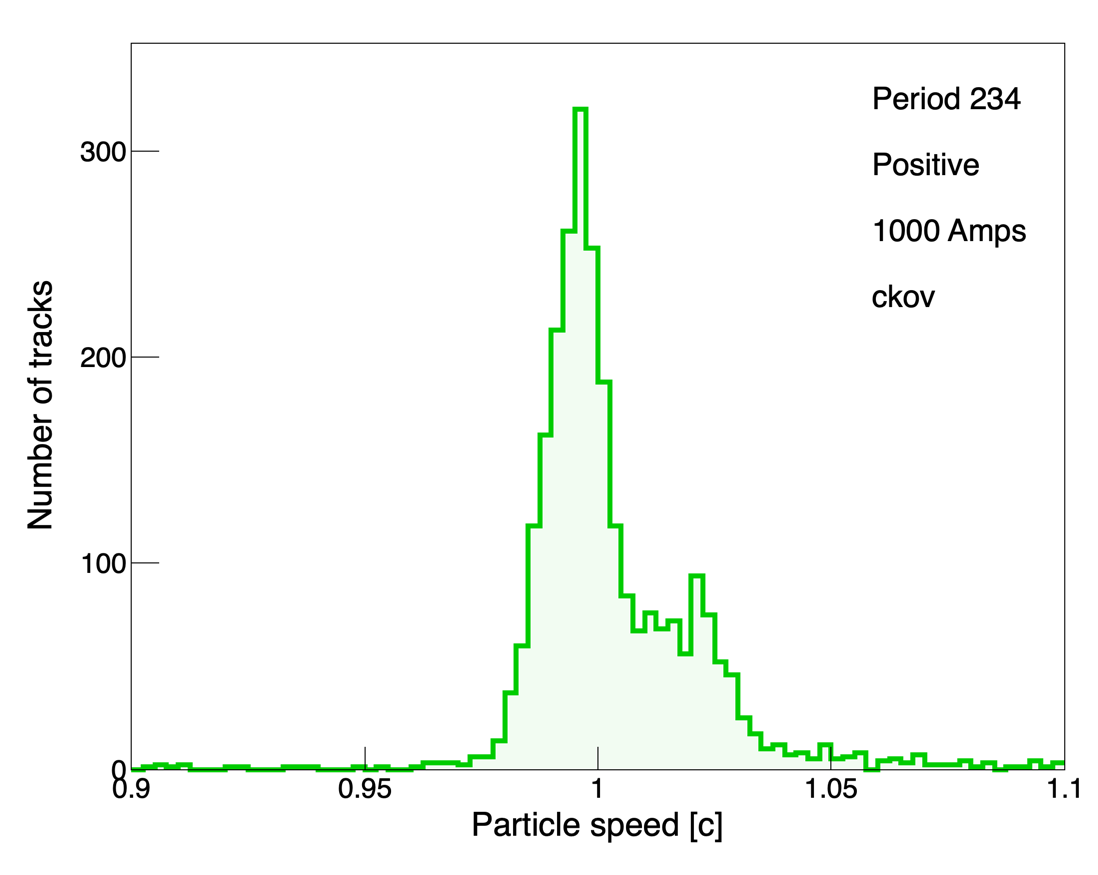 Period 234
Positive
1000 Amps
ckov
300
200
100
0
Number of tracks
0.9 0.95 1 1.05 1.1
Particle speed [c]